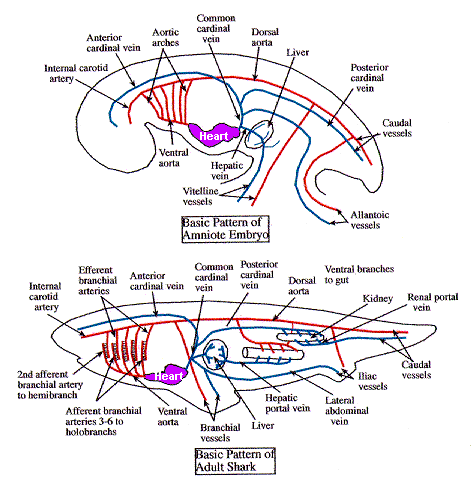 Common
cardinal
vein
Anterior
cardinal vein
Aortic
arches
Dorsal
aorta
Liver
Internal carotid
artery
Posterior
cardinal
vein
Heart
Caudal
vessels
Ventral
aorta
Hepatic
vein
Vitelline
vessels
Allantoic
vessels
Basic Pattern of
Amniote Embryo
Internal
carotid
artery
Efferent
branchial
arteries
Anterior
cardinal vein
Common
cardinal
vein
Posterior
cardinal
vein
Dorsal
aorta
Ventral branches
to gut
Kidney
Renal portal
vein
Heart
2nd afferent
branchial artery
to hemibranch
Afferent branchial
arteries 3-6 to
holobranchs
Ventral
aorta
Branchial
vessels
Liver
Hepatic
portal vein
Lateral
abdominal
vein
Iliac
vessels
Caudal
vessels
Basic Pattern of
Adult Shark